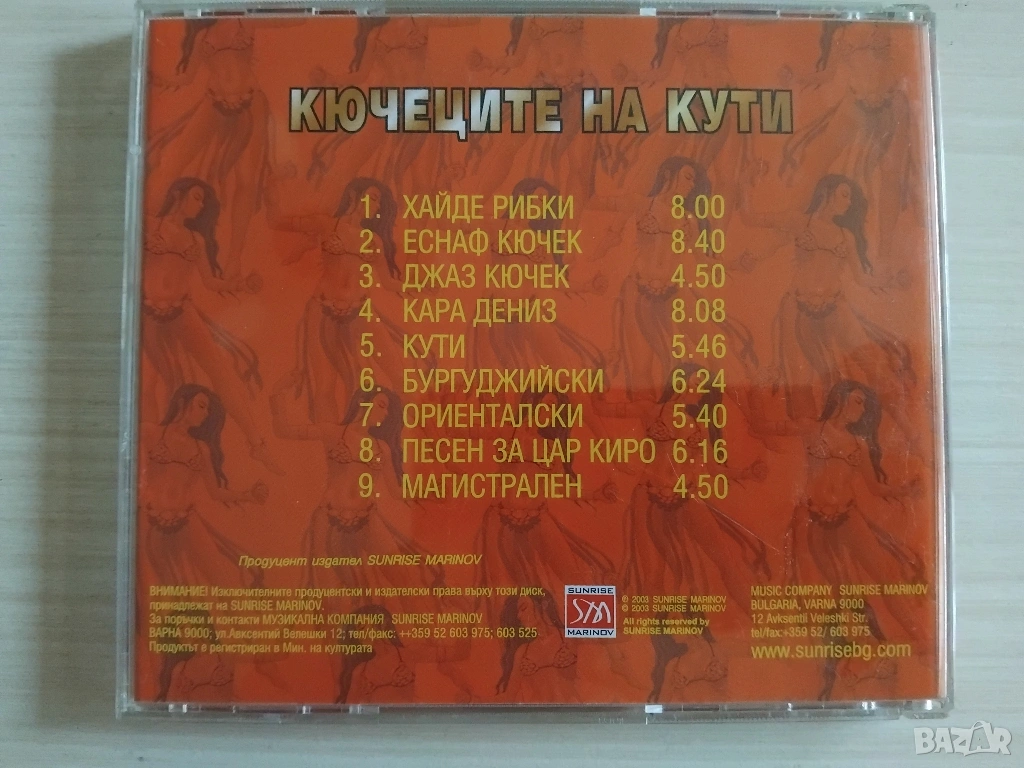 КЮЧЕЦИТЕ НА КУТИ
1. ХАЙДЕ РИБКИ 8.00
2. ЕСНАФ КЮЧЕК 8.40
3. ДЖАЗ КЮЧЕК 4.50
4. КАРА ДЕНИЗ 8.08
5. КУТИ 5.46
6. БУРГУДЖИЙСКИ 6.24
7. ОРИЕНТАЛСКИ 5.40
8. ПЕСЕН ЗА ЦАР КИРО 6.16
9. МАГИСТРАЛЕН 4.50
Продуцент издател SUNRISE MARINOV
ВНИМАНИЕ! Изключителните продуцентски и издателски права върху този диск,
принадлежат на SUNRISE MARINOV.
За поръчки и контакти МУЗИКАЛНА КОМПАНИЯ SUNRISE MARINOV
ВАРНА 9000; ул.Авксентий Велешки 12; тел/факс: ++359 52 603 975; 603 525
Продуктът е регистриран в Мин. на културата
SUNRISE
SM
MARINOV
© 2003 SUNRISE MARINOV
© 2003 SUNRISE MARINOV
All rights reserved by
SUNRISE MARINOV
MUSIC COMPANY SUNRISE MARINOV
BULGARIA, VARNA 9000
12 Avksentii Veleshki Str.
tel/fax+359 52/ 603 975
www.sunrisebg.com
BAZAR